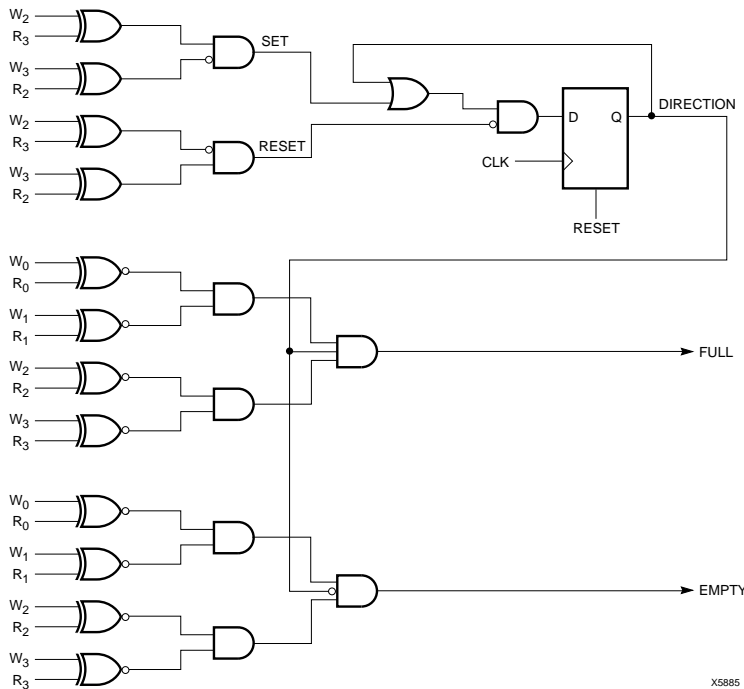 W2
R3
SET
W3
R2
W2
R3
RESET
W3
R2
D
Q
DIRECTION
CLK
RESET
W0
R0
W1
R1
W2
R2
W3
R3
FULL
W0
R0
W1
R1
W2
R2
W3
R3
EMPTY
X5885